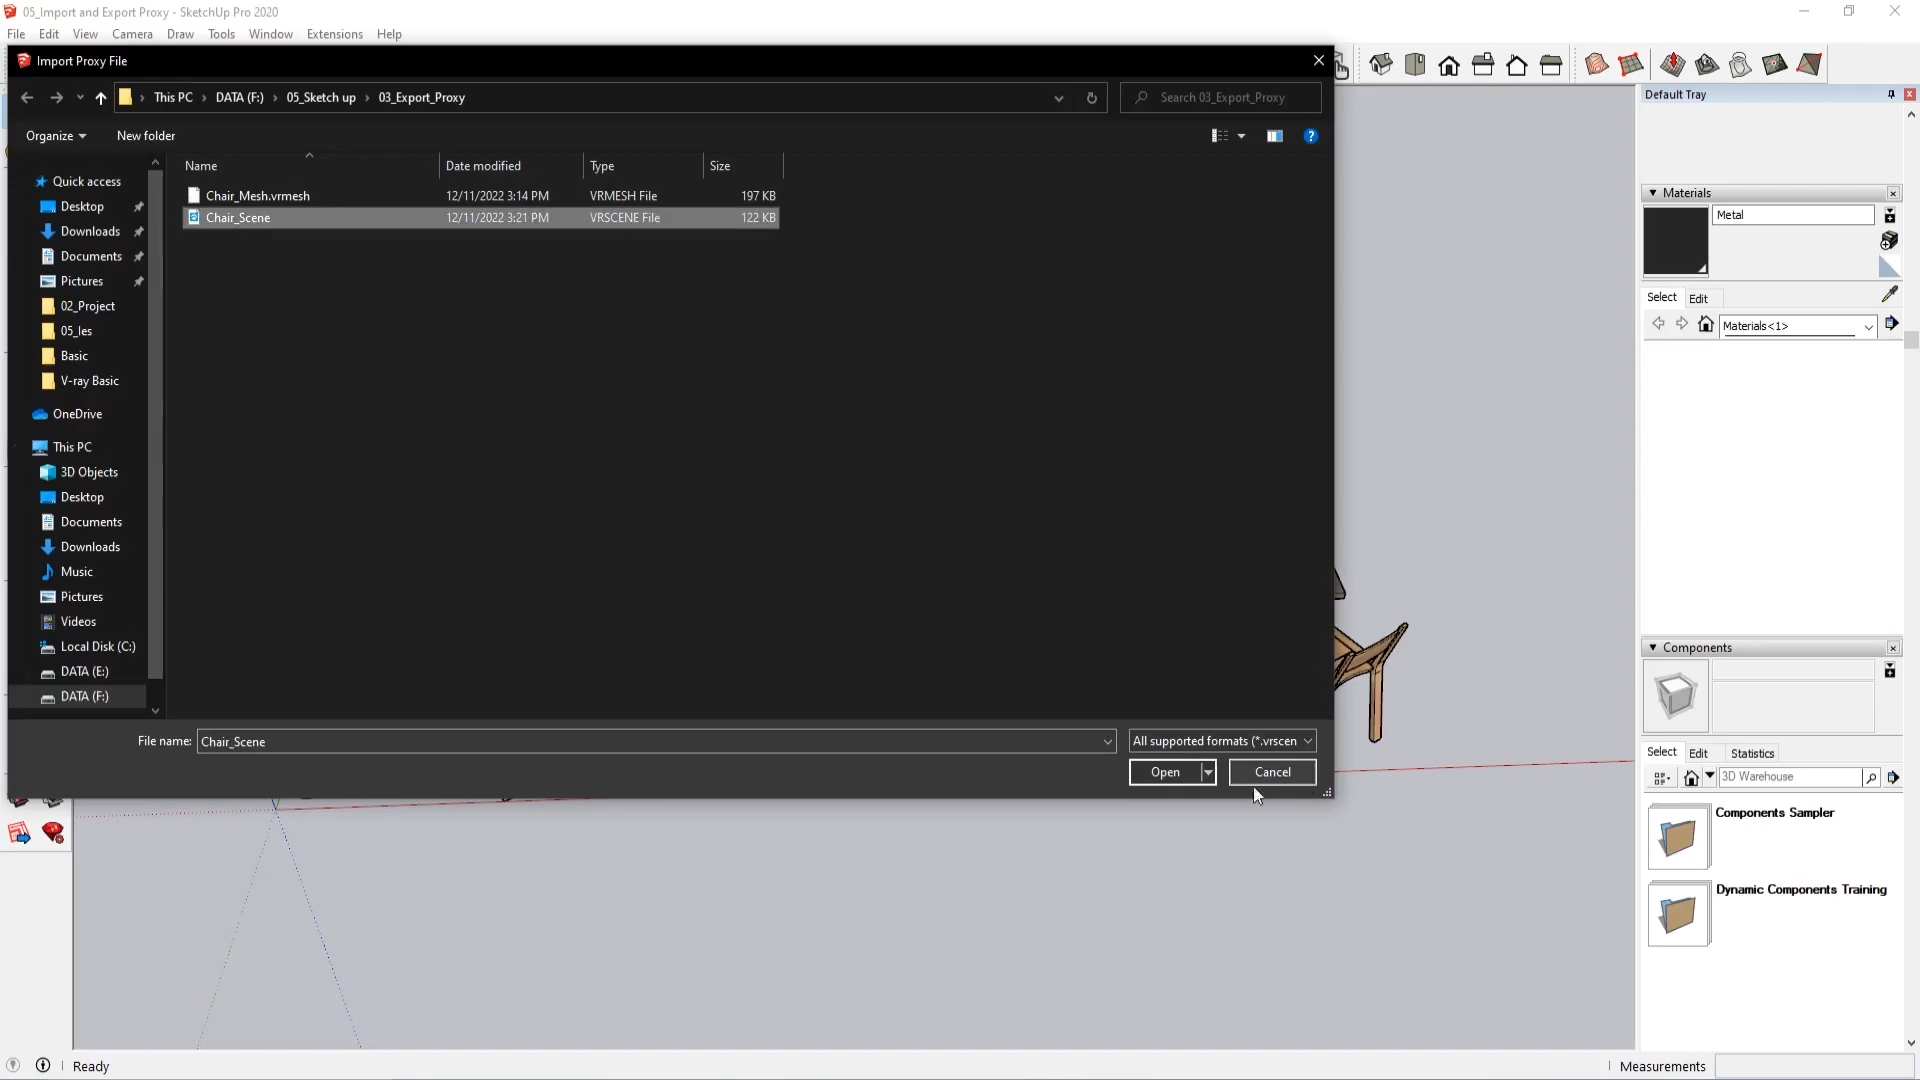 05_Import and Export Proxy - SketchUp Pro 2020
File Edit View Camera Draw Tools Window Extensions Help
Import Proxy File
This PC > DATA (F:) > 05_Sketch up > 03_Export_Proxy
Search 03_Export_Proxy
Organize
New folder
Name Date modified Type Size
Chair_Mesh.vrmesh 12/11/2022 3:14 PM VRMESH File 197 KB
Chair_Scene 12/11/2022 3:21 PM VRSCENE File 122 KB
Quick access
Desktop
Downloads
Documents
Pictures
02_Project
05_Ies
Basic
V-ray Basic
OneDrive
This PC
3D Objects
Desktop
Documents
Downloads
Music
Pictures
Videos
Local Disk (C:)
DATA (E:)
DATA (F:)
File name: Chair_Scene
All supported formats (*.vrscen
Open
Cancel
Default Tray
Materials
Metal
Select Edit
Materials<1>
Components
Select Edit Statistics
3D Warehouse
Components Sampler
Dynamic Components Training
Ready
Measurements